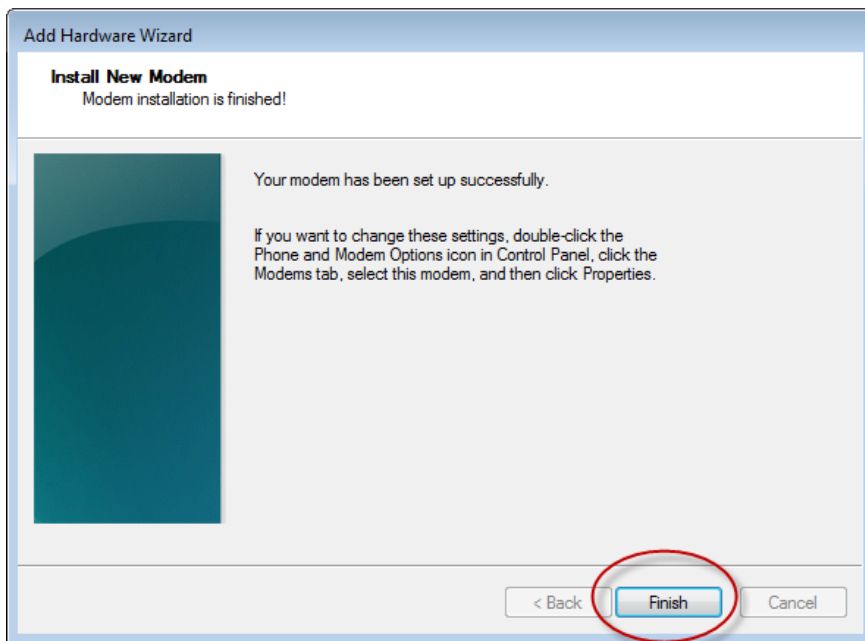 Add Hardware Wizard
Install New Modem
Modem installation is finished!
Your modem has been set up successfully.
If you want to change these settings, double-click the
Phone and Modem Options icon in Control Panel, click the
Modems tab, select this modem, and then click Properties.
< Back Finish Cancel